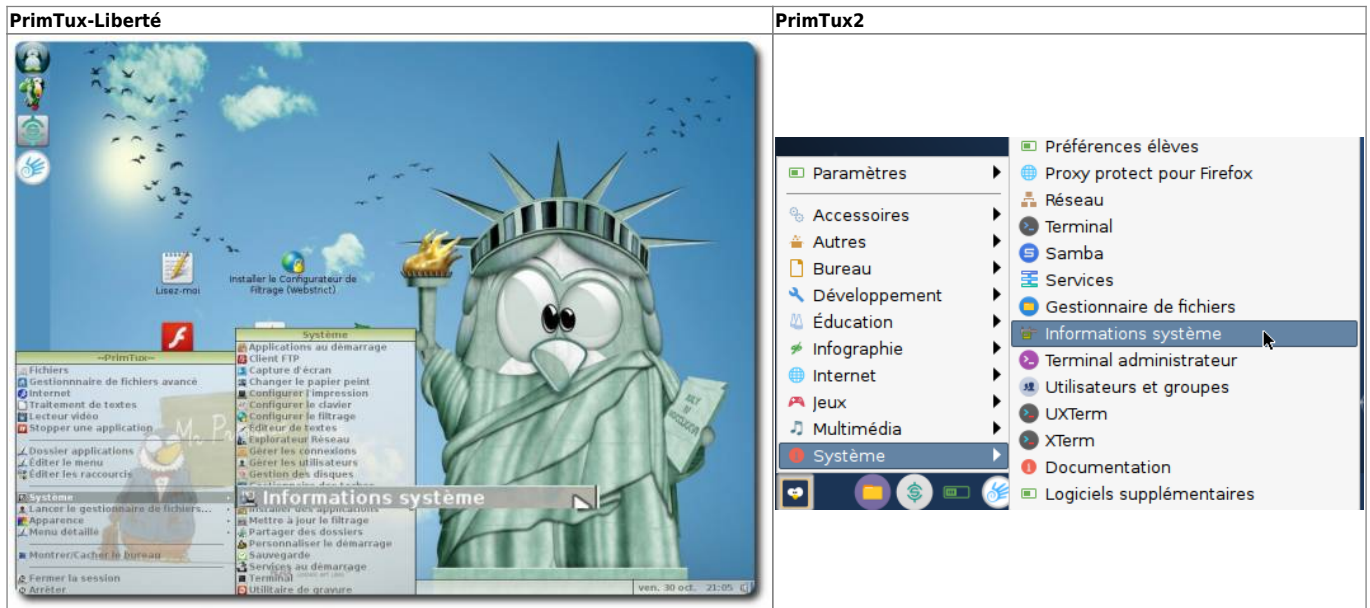 PrimTux-Liberté
PrimTux2
Lisez-moi
Installer le Configurateur de
Filtrage (Webstrict)
JULY
IV
MDCCLXXVI
~PrimTux~
Fichiers
Gestionnnaire de fichiers avancé
Internet
Traitement de textes
Lecteur vidéo
Stopper une application
Dossier applications
Éditer le menu
Éditer les raccourcis
Système
Lancer le gestionnaire de fichiers...
Apparence
Menu détaillé
Montrer/Cacher le bureau
Fermer la session
Arrêter
Système
Applications au démarrage
Client FTP
Capture d'écran
Changer le papier peint
Configurer l'impression
Configurer le clavier
Configurer le filtrage
Éditeur de textes
Explorateur Réseau
Gérer les connexions
Gérer les utilisateurs
Gestion des disques
Informations système
Installer des applications
Mettre à jour le filtrage
Partager des dossiers
Personnaliser le démarrage
Sauvegarde
Services au démarrage
Terminal
Utilitaire de gravure
ven. 30 oct. 21:05
Paramètres
Accessoires
Autres
Bureau
Développement
Éducation
Infographie
Internet
Jeux
Multimédia
Système
Préférences élèves
Proxy protect pour Firefox
Réseau
Terminal
Samba
Services
Gestionnaire de fichiers
Informations système
Terminal administrateur
Utilisateurs et groupes
UXTerm
XTerm
Documentation
Logiciels supplémentaires